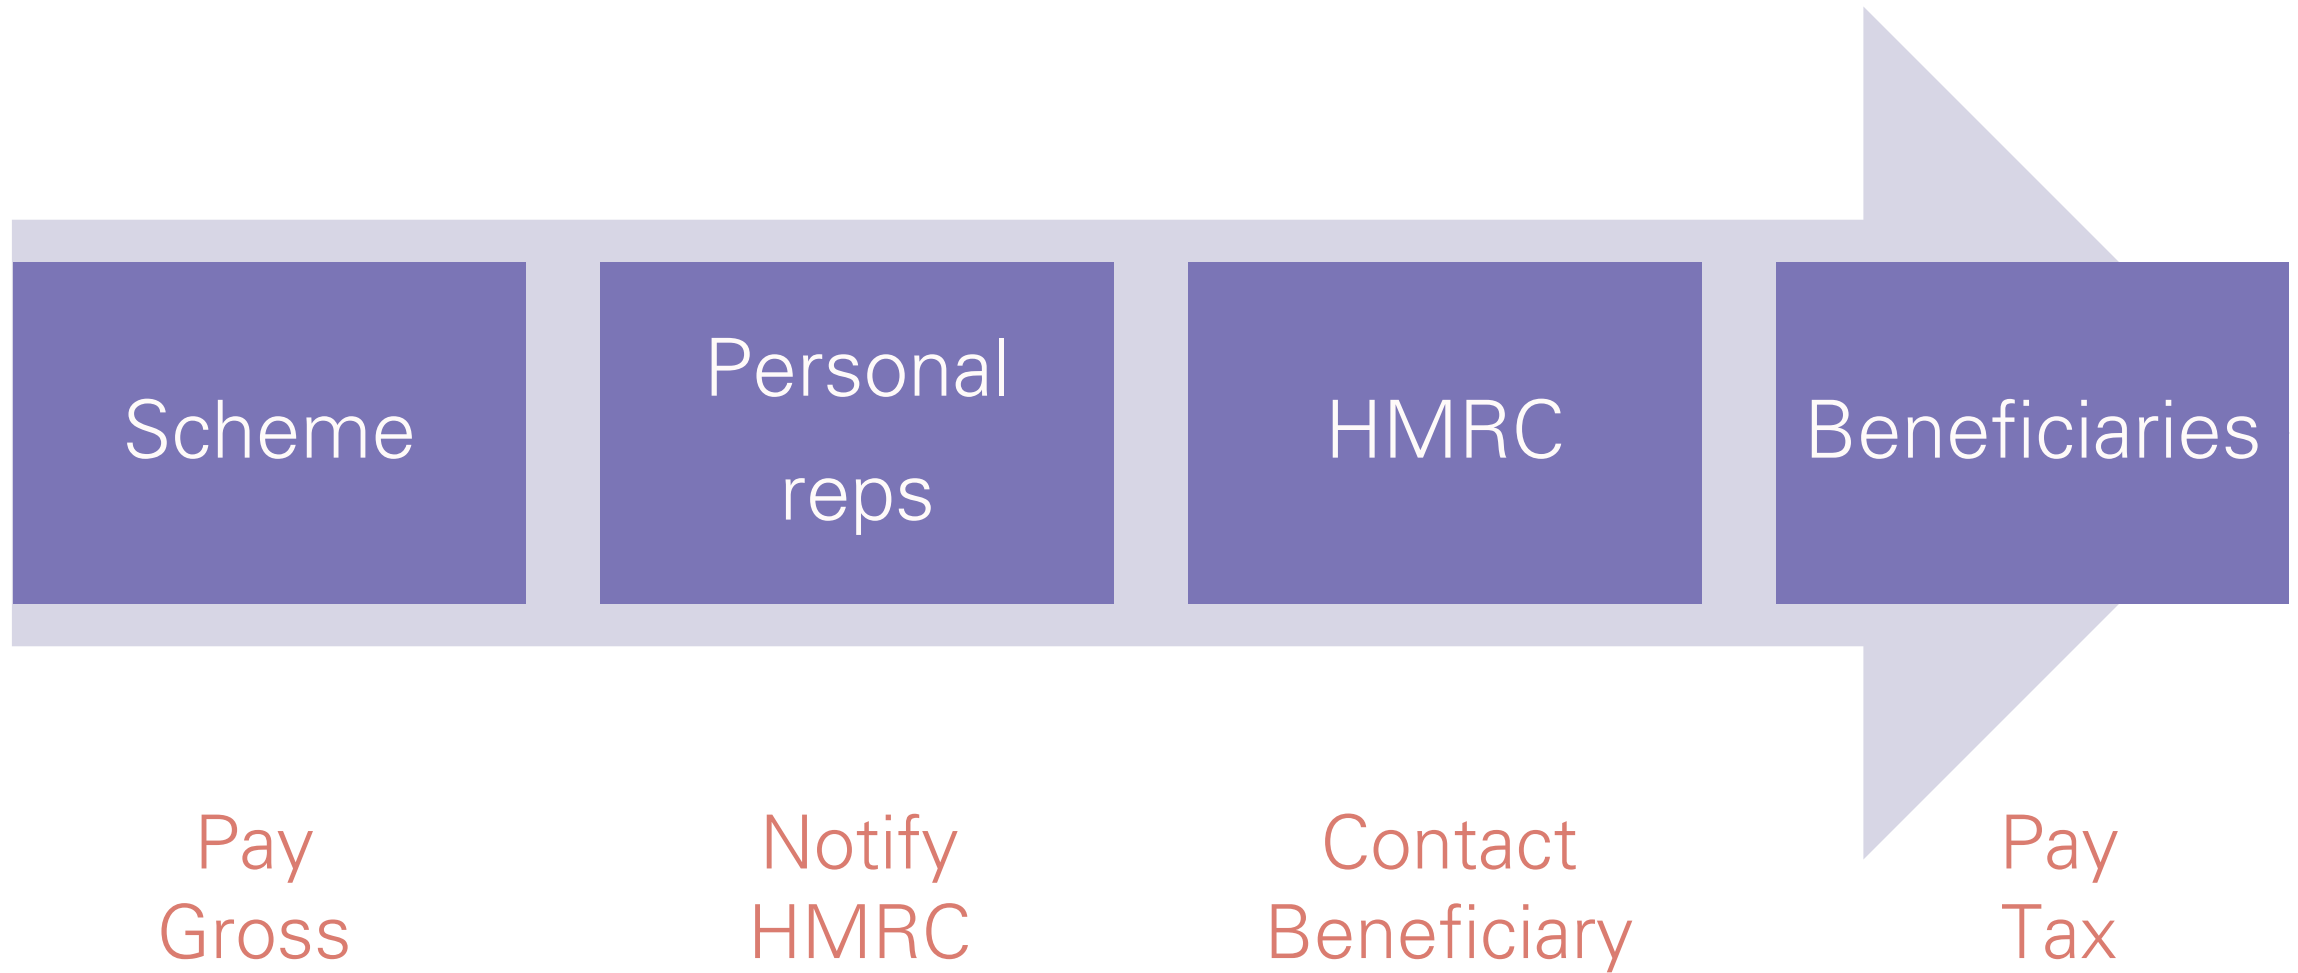 Scheme
Personal
reps
HMRC
Beneficiaries
Pay
Gross
Notify
HMRC
Contact
Beneficiary
Pay
Tax